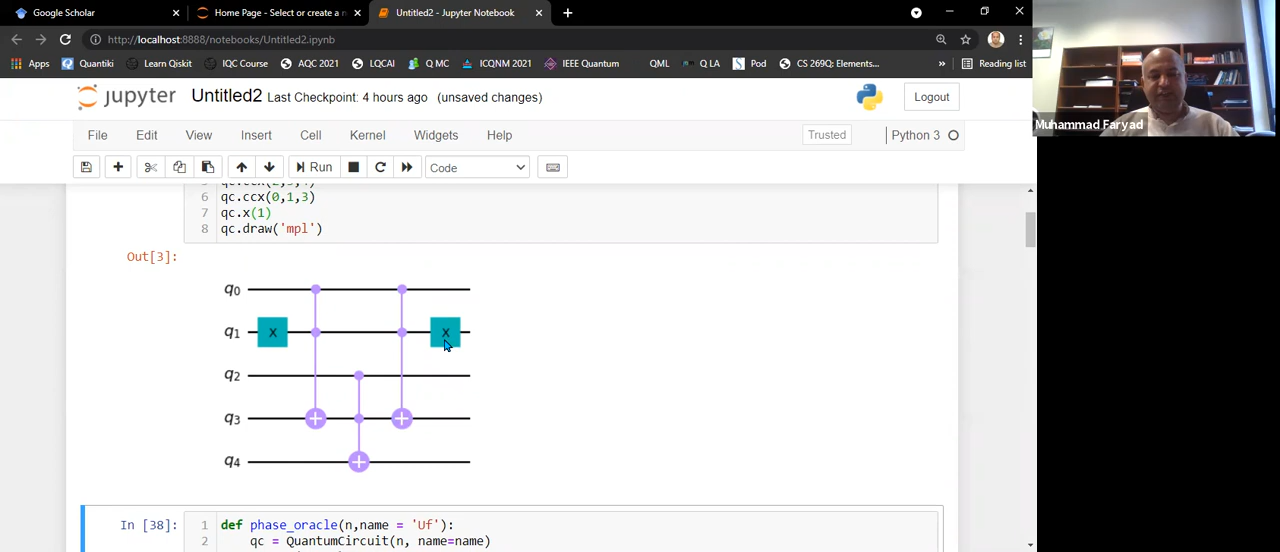 Google Scholar
Home Page - Select or create a n
Untitled2 - Jupyter Notebook
http://localhost:8888/notebooks/Untitled2.ipynb
Apps Quantiki Learn Qiskit IQC Course AQC 2021 LQCAI Q MC ICQNM 2021 IEEE Quantum QML Q LA Pod CS 269Q: Elements... » Reading list
jupyter Untitled2 Last Checkpoint: 4 hours ago (unsaved changes) Logout
File Edit View Insert Cell Kernel Widgets Help Trusted Python 3
Run Code
6 qc.ccx(0,1,3)
7 qc.x(1)
8 qc.draw('mpl')
Out[3]:
q0
q1 X X
q2
q3
q4
In [38]: 1 def phase_oracle(n,name = 'Uf'):
2 qc = QuantumCircuit(n, name=name)
Muhammad Faryad